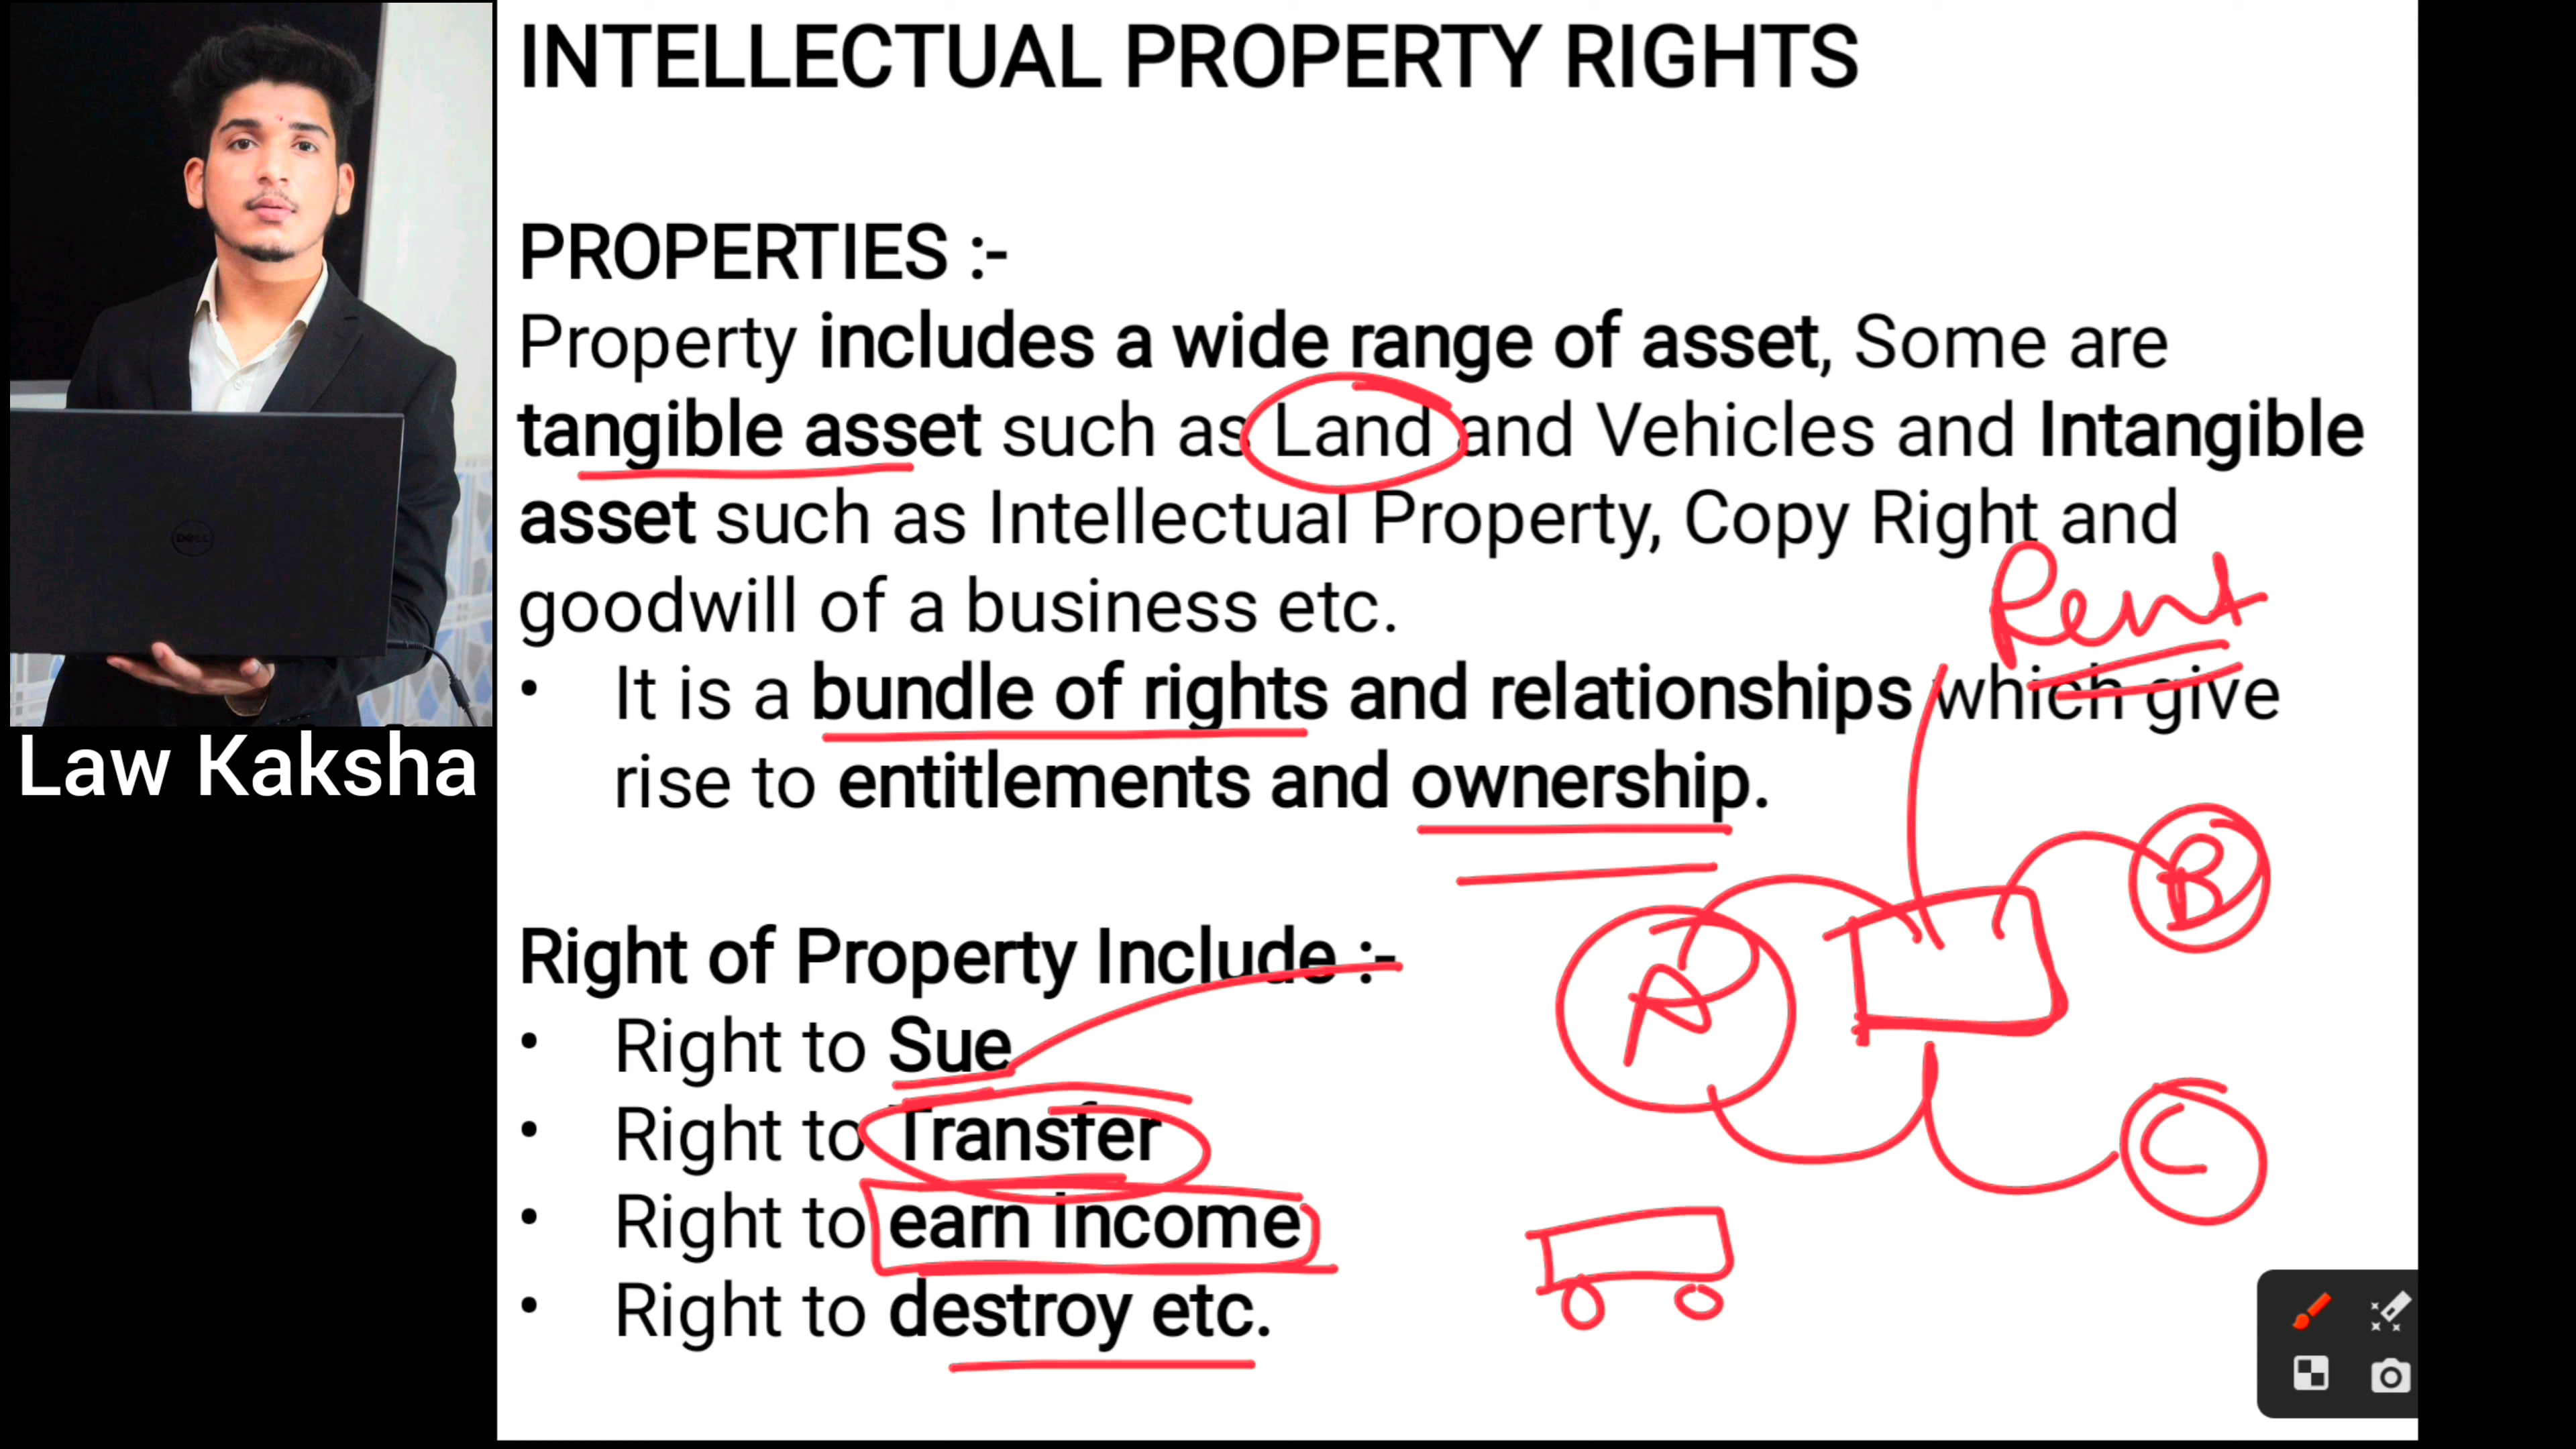 INTELLECTUAL PROPERTY RIGHTS
PROPERTIES :-
Property includes a wide range of asset, Some are
tangible asset such as Land and Vehicles and Intangible
asset such as Intellectual Property, Copy Right and
goodwill of a business etc.
Rent
• It is a bundle of rights and relationships which give
rise to entitlements and ownership.
Right of Property Include :-
• Right to Sue
• Right to Transfer
• Right to earn Income
• Right to destroy etc.
A
B
C
DELL
Law Kaksha